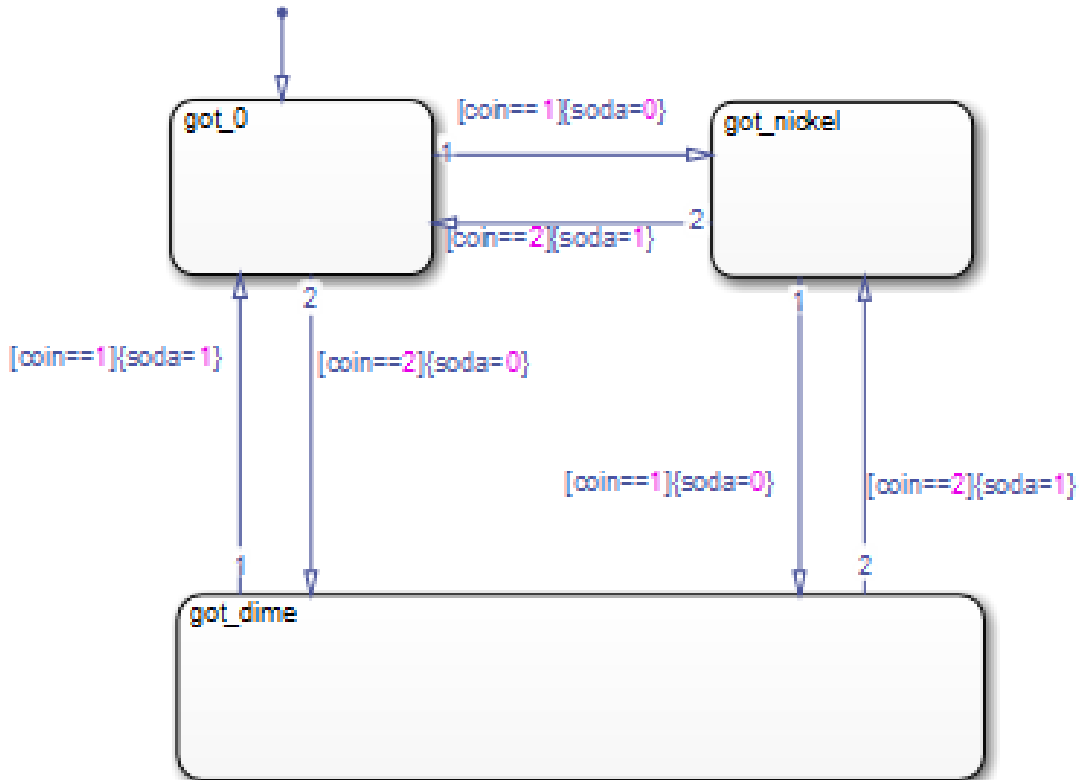 got_0
[coin==1]{soda=0}
got_nickel
1
2
[coin==2]{soda=1}
2
1
[coin==1]{soda=1}
[coin==2]{soda=0}
[coin==1]{soda=0}
[coin==2]{soda=1}
1
2
got_dime